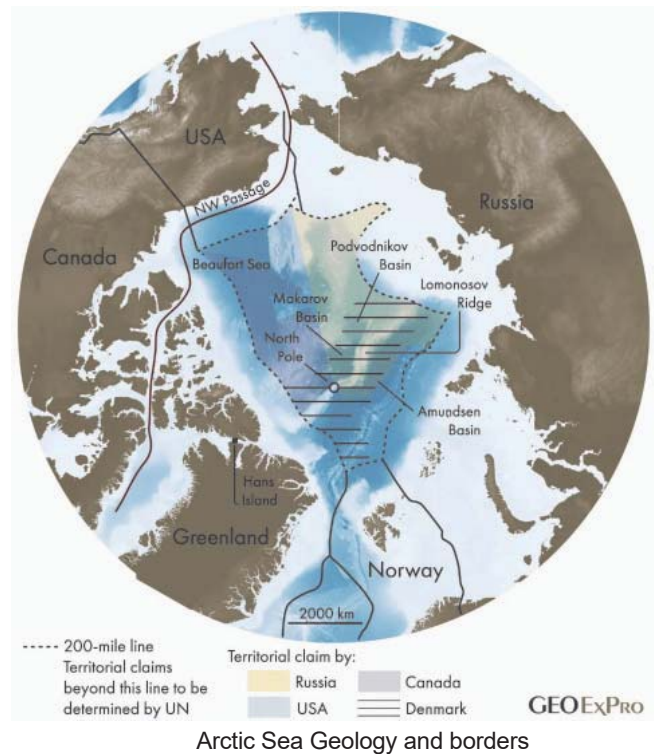 USA
NW Passage
Russia
Canada
Beaufort Sea
Podvodnikov
Basin
Lomonosov
Ridge
Makarov
Basin
North
Pole
Amundsen
Basin
Hans
Island
Greenland
Norway
2000 km
200-mile line
Territorial claims
beyond this line to be
determined by UN
Territorial claim by:
Russia
Canada
USA
Denmark
GEOExPro
Arctic Sea Geology and borders